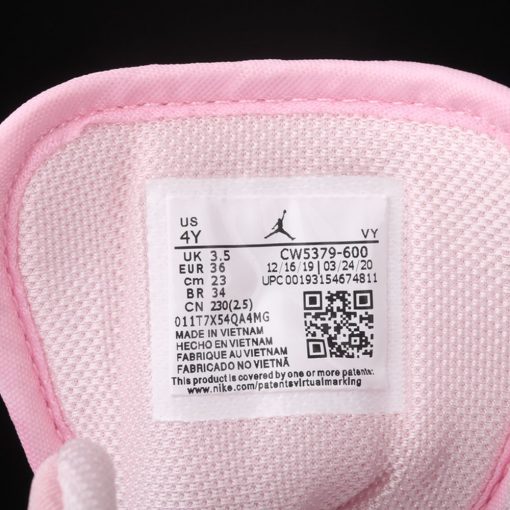 US
4Y VY
UK 3.5 CW5379-600
EUR 36 12/16/19 | 03/24/20
cm 23 UPC 00193154674811
BR 34
CN 230(2.5)
011T7X54QA4MG
MADE IN VIETNAM
HECHO EN VIETNAM
FABRIQUE AU VIETNAM
FABRICADO NO VIETNÃ
This product is covered by one or more patents:
www.nike.com/patentsvirtualmarking